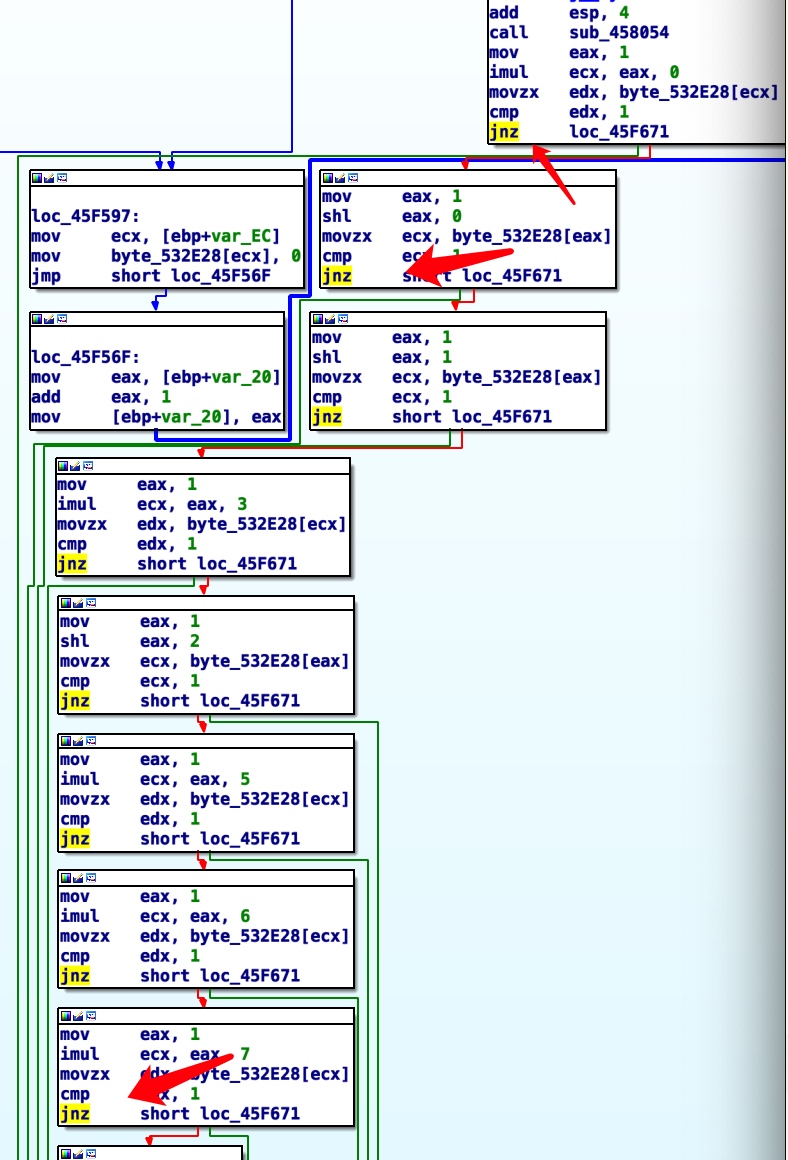 add esp, 4
call sub_458054
mov eax, 1
imul ecx, eax, 0
movzx edx, byte_532E28[ecx]
cmp edx, 1
jnz loc_45F671
loc_45F597:
mov ecx, [ebp+var_EC]
mov byte_532E28[ecx], 0
jmp short loc_45F56F
mov eax, 1
shl eax, 0
movzx ecx, byte_532E28[eax]
cmp 1
jnz loc_45F671
loc_45F56F:
mov eax, [ebp+var_20]
add eax, 1
mov [ebp+var_20], eax
mov eax, 1
shl eax, 1
movzx ecx, byte_532E28[eax]
cmp ecx, 1
jnz short loc_45F671
mov eax, 1
imul ecx, eax, 3
movzx edx, byte_532E28[ecx]
cmp edx, 1
jnz short loc_45F671
mov eax, 1
shl eax, 2
movzx ecx, byte_532E28[eax]
cmp ecx, 1
jnz short loc_45F671
mov eax, 1
imul ecx, eax, 5
movzx edx, byte_532E28[ecx]
cmp edx, 1
jnz short loc_45F671
mov eax, 1
imul ecx, eax, 6
movzx edx, byte_532E28[ecx]
cmp edx, 1
jnz short loc_45F671
mov eax, 1
imul ecx, eax, 7
movzx byte_532E28[ecx]
cmp 1
jnz short loc_45F671